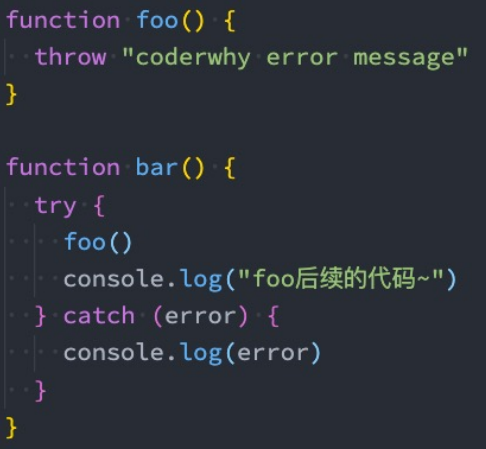 function foo() {
  throw "coderwhy error message"
}

function bar() {
  try {
    foo()
    console.log("foo后续的代码~")
  } catch (error) {
    console.log(error)
  }
}